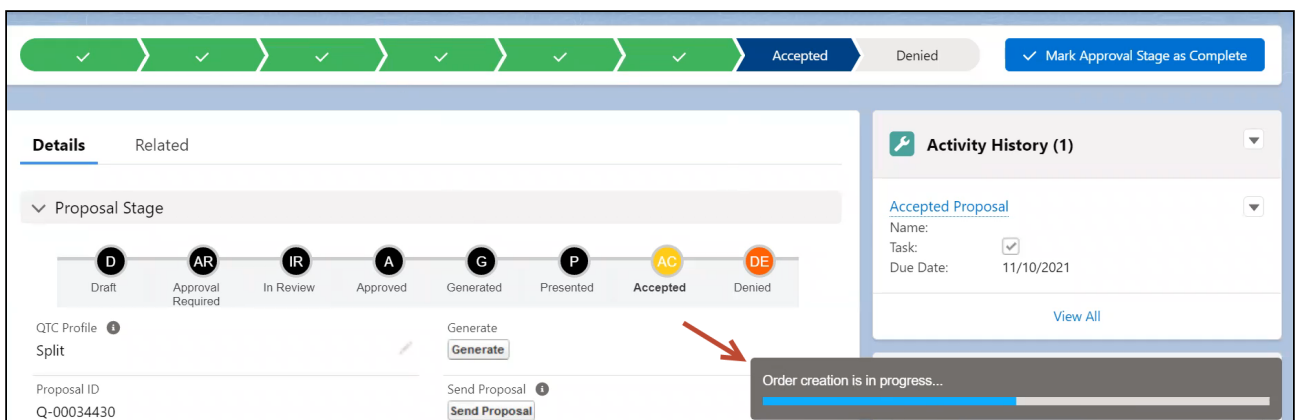 Accepted
Denied
Mark Approval Stage as Complete
Details
Related
Activity History (1)
Proposal Stage
Accepted Proposal
Name:
Task:
Due Date: 11/10/2021
View All
D
AR
IR
A
G
P
AC
DE
Draft
Approval
Required
In Review
Approved
Generated
Presented
Accepted
Denied
QTC Profile
Split
Generate
Generate
Proposal ID
Q-00034430
Send Proposal
Send Proposal
Order creation is in progress...